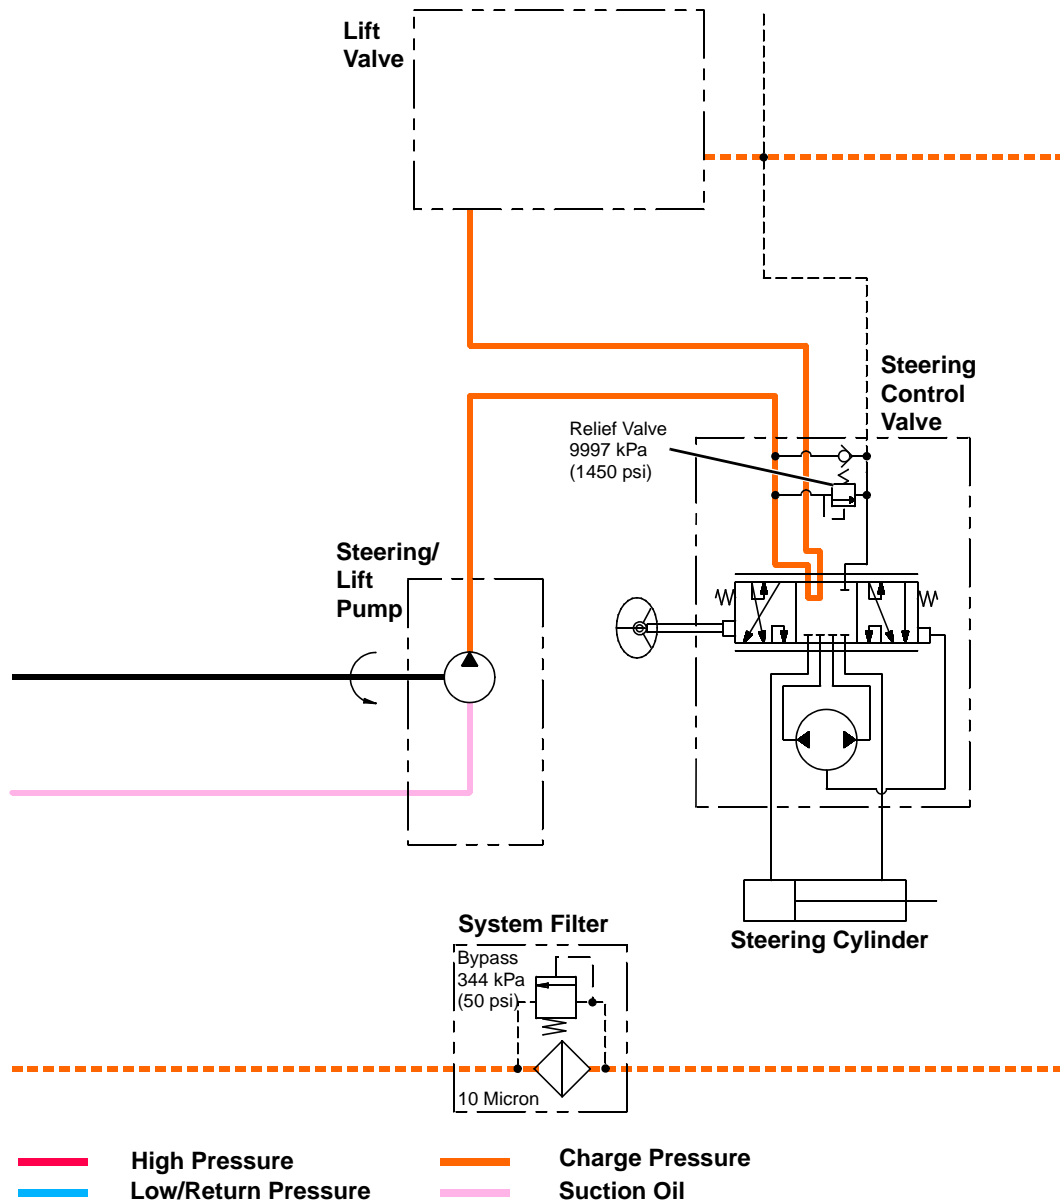 Lift
Valve
Steering
Control
Valve
Relief Valve
9997 kPa
(1450 psi)
Steering/
Lift
Pump
System Filter
Steering Cylinder
Bypass
344 kPa
(50 psi)
10 Micron
High Pressure
Charge Pressure
Low/Return Pressure
Suction Oil